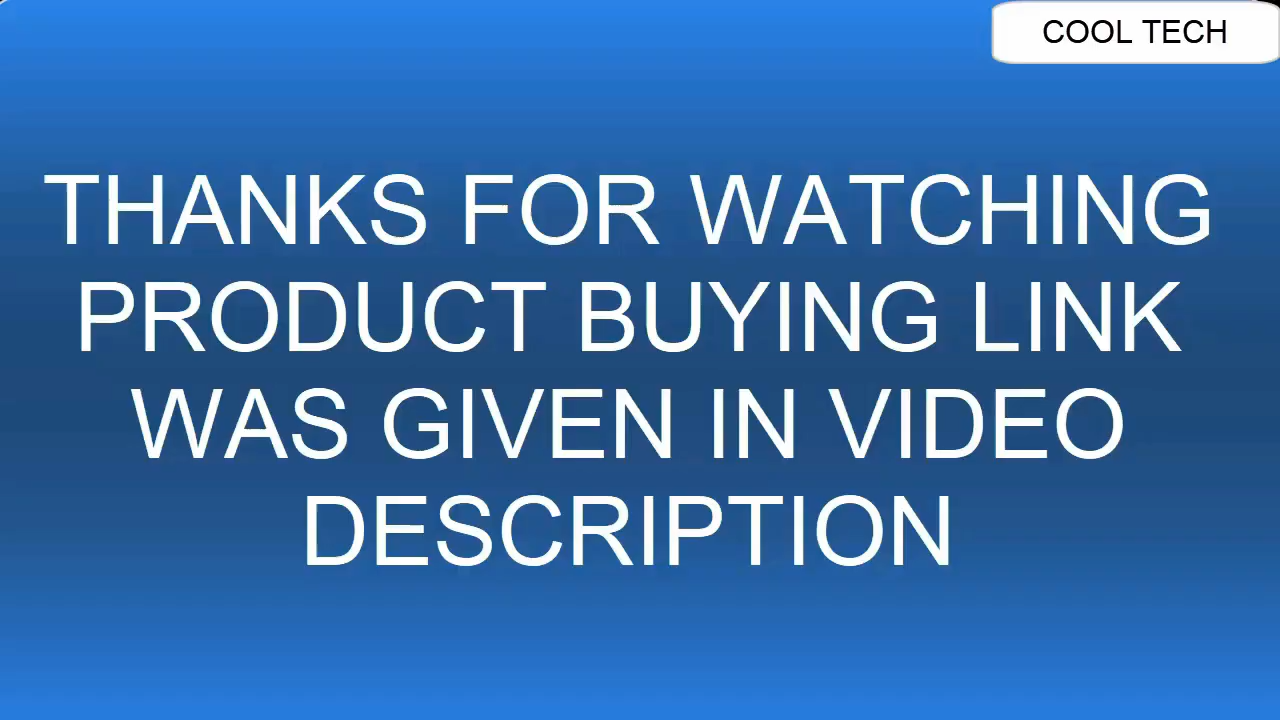 COOL TECH
THANKS FOR WATCHING
PRODUCT BUYING LINK
WAS GIVEN IN VIDEO
DESCRIPTION